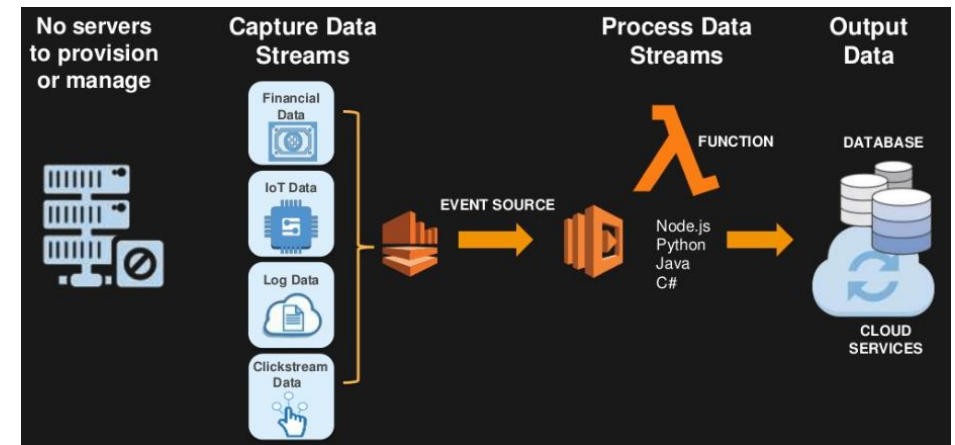 No servers
to provision
or manage
Capture Data
Streams
Financial
Data
IoT Data
Log Data
Clickstream
Data
EVENT SOURCE
Process Data
Streams
FUNCTION
Node.js
Python
Java
C#
Output
Data
DATABASE
CLOUD
SERVICES